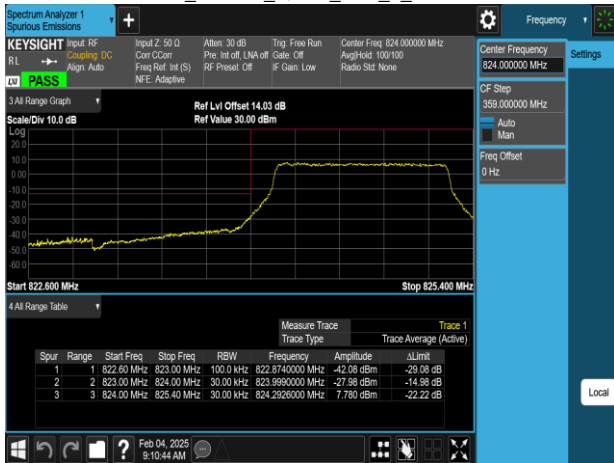 Spectrum Analyzer 1
Spurious Emissions
Frequency
KEYSIGHT
RL
LXI
PASS
Input: RF
Coupling: DC
Align: Auto
Input Z: 50 Ω
Corr CCorr
Freq Ref: Int (S)
NFE: Adaptive
Atten: 30 dB
Pre: Int off, LNA off
RF Preset: Off
Trig: Free Run
Gate: Off
IF Gain: Low
Center Freq: 824.000000 MHz
Avg|Hold: 100/100
Radio Std: None
Center Frequency
824.000000 MHz
Settings
CF Step
359.000000 MHz
Auto
Man
Freq Offset
0 Hz
3 All Range Graph
Scale/Div 10.0 dB
Ref Lvl Offset 14.03 dB
Ref Value 30.00 dBm
Log
20.0
10.0
0.00
-10.0
-20.0
-30.0
-40.0
-50.0
-60.0
Start 822.600 MHz
Stop 825.400 MHz
4 All Range Table
Measure Trace Trace 1
Trace Type Trace Average (Active)
Spur Range Start Freq Stop Freq RBW Frequency Amplitude ΔLimit
1 1 822.60 MHz 823.00 MHz 100.0 kHz 822.8740000 MHz -42.08 dBm -29.08 dB
2 2 823.00 MHz 824.00 MHz 30.00 kHz 823.9990000 MHz -27.98 dBm -14.98 dB
3 3 824.00 MHz 825.40 MHz 30.00 kHz 824.2926000 MHz 7.780 dBm -22.22 dB
Local
Feb 04, 2025
9:10:44 AM